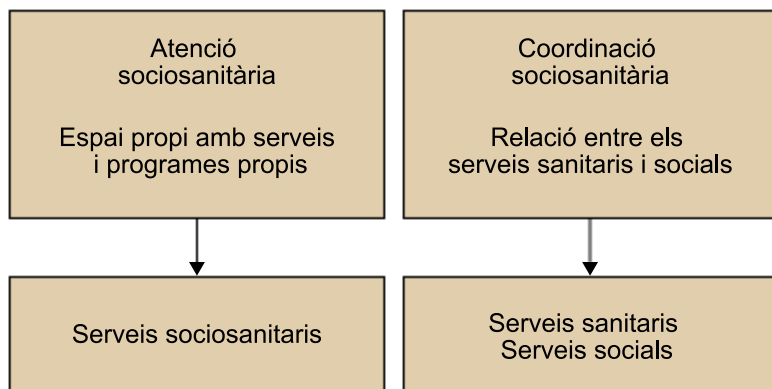 Atenció
sociosanitària
Espai propi amb serveis
i programes propis
Coordinació
sociosanitària
Relació entre els
serveis sanitaris i socials
Serveis sociosanitaris
Serveis sanitaris
Serveis socials